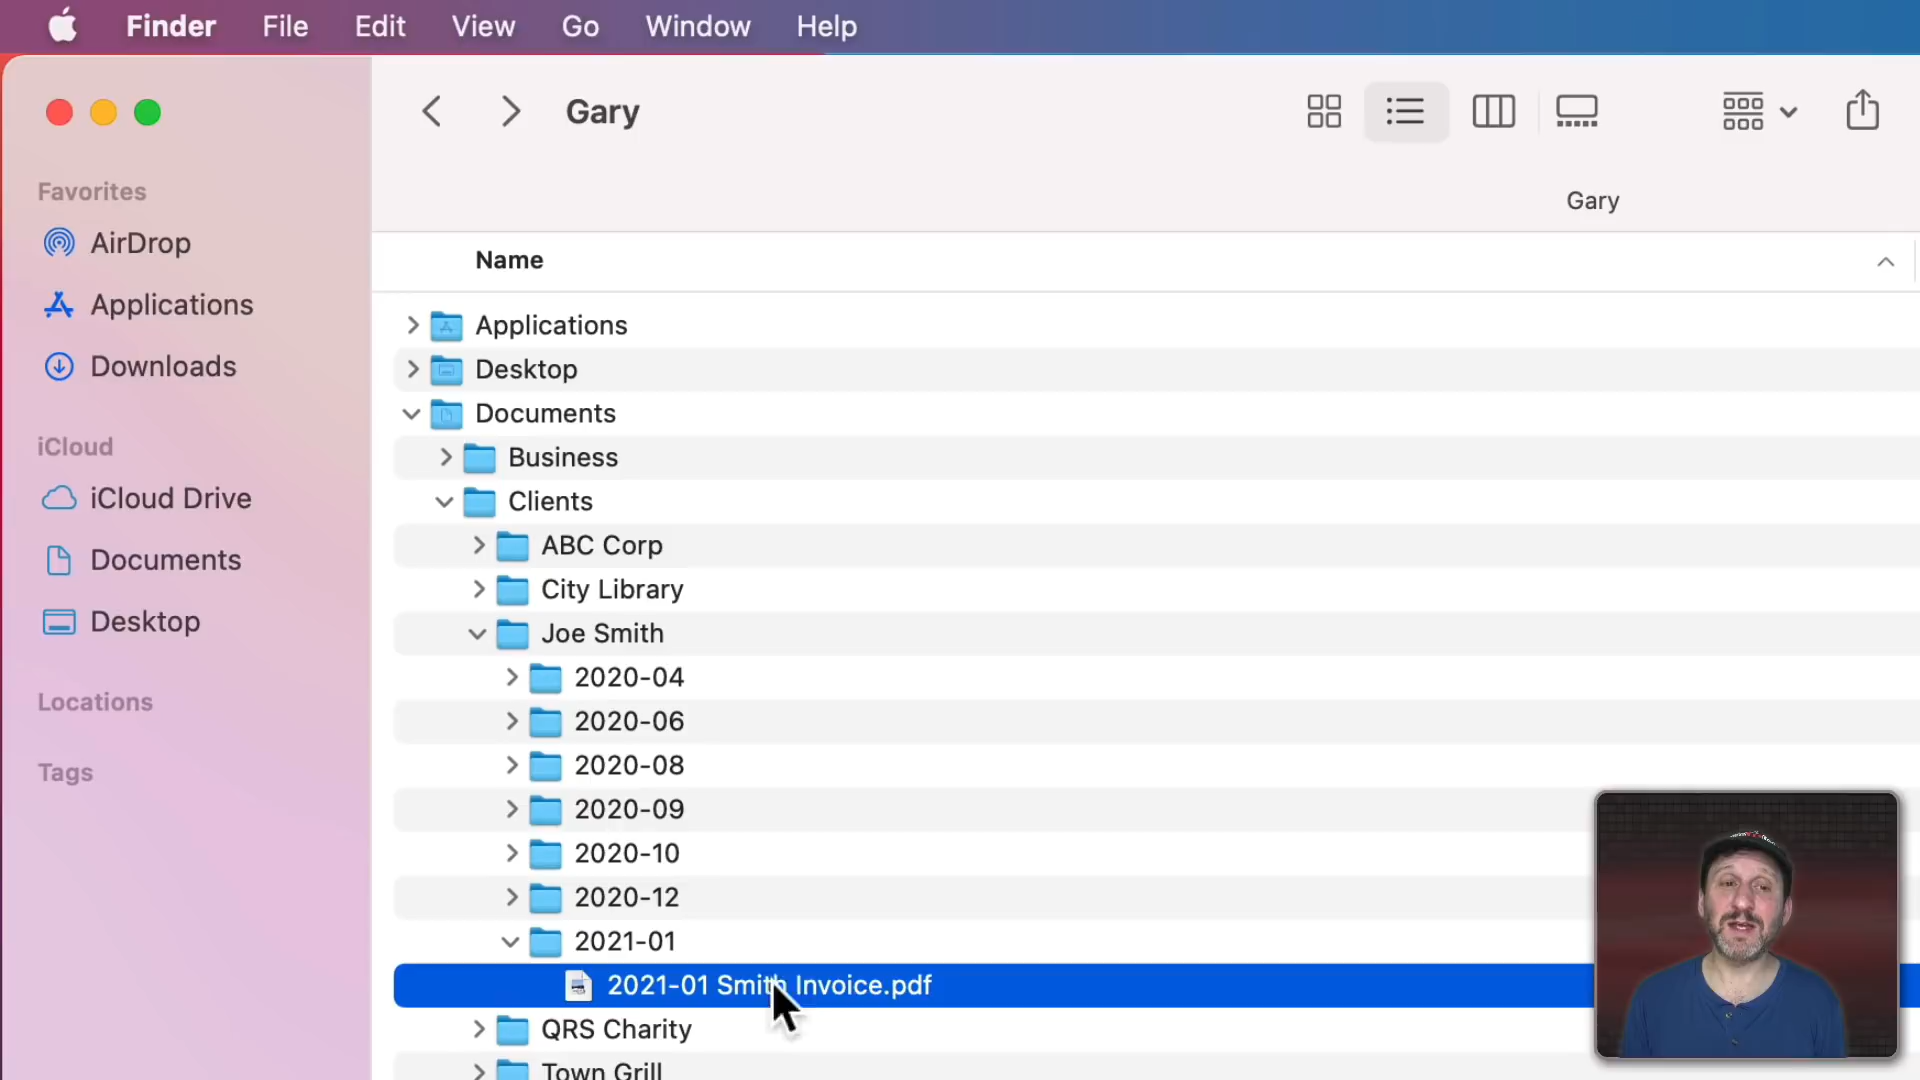 Finder File Edit View Go Window Help
Gary
Gary
Favorites
AirDrop
Applications
Downloads
iCloud
iCloud Drive
Documents
Desktop
Locations
Tags
Name
Applications
Desktop
Documents
Business
Clients
ABC Corp
City Library
Joe Smith
2020-04
2020-06
2020-08
2020-09
2020-10
2020-12
2021-01
2021-01 Smith Invoice.pdf
QRS Charity
Town Grill